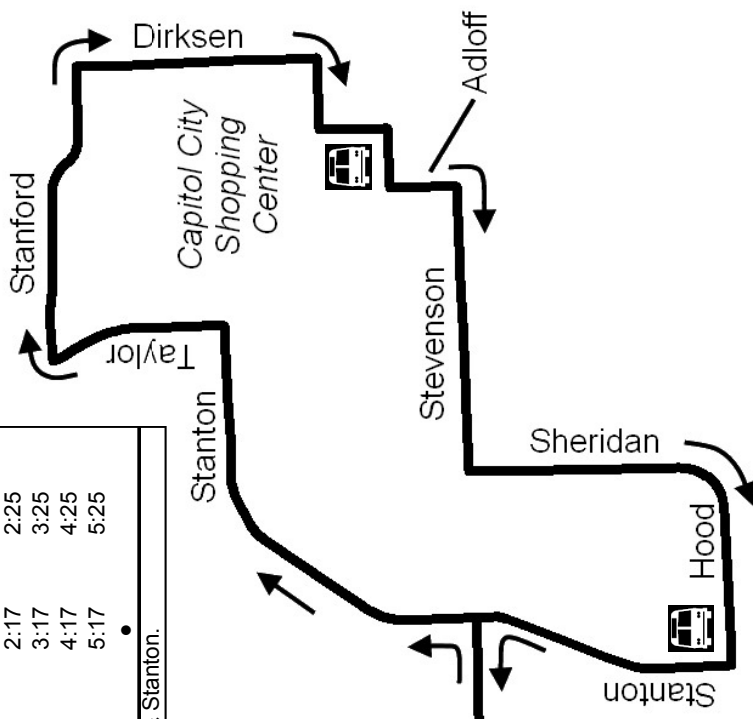 Dirksen
Adloff
Capitol City
Shopping
Center
Stanford
Taylor
Stanton
Stevenson
Sheridan
Hood
Stanton
2:17 2:25
3:17 3:25
4:17 4:25
5:17 5:25
•
Stanton.